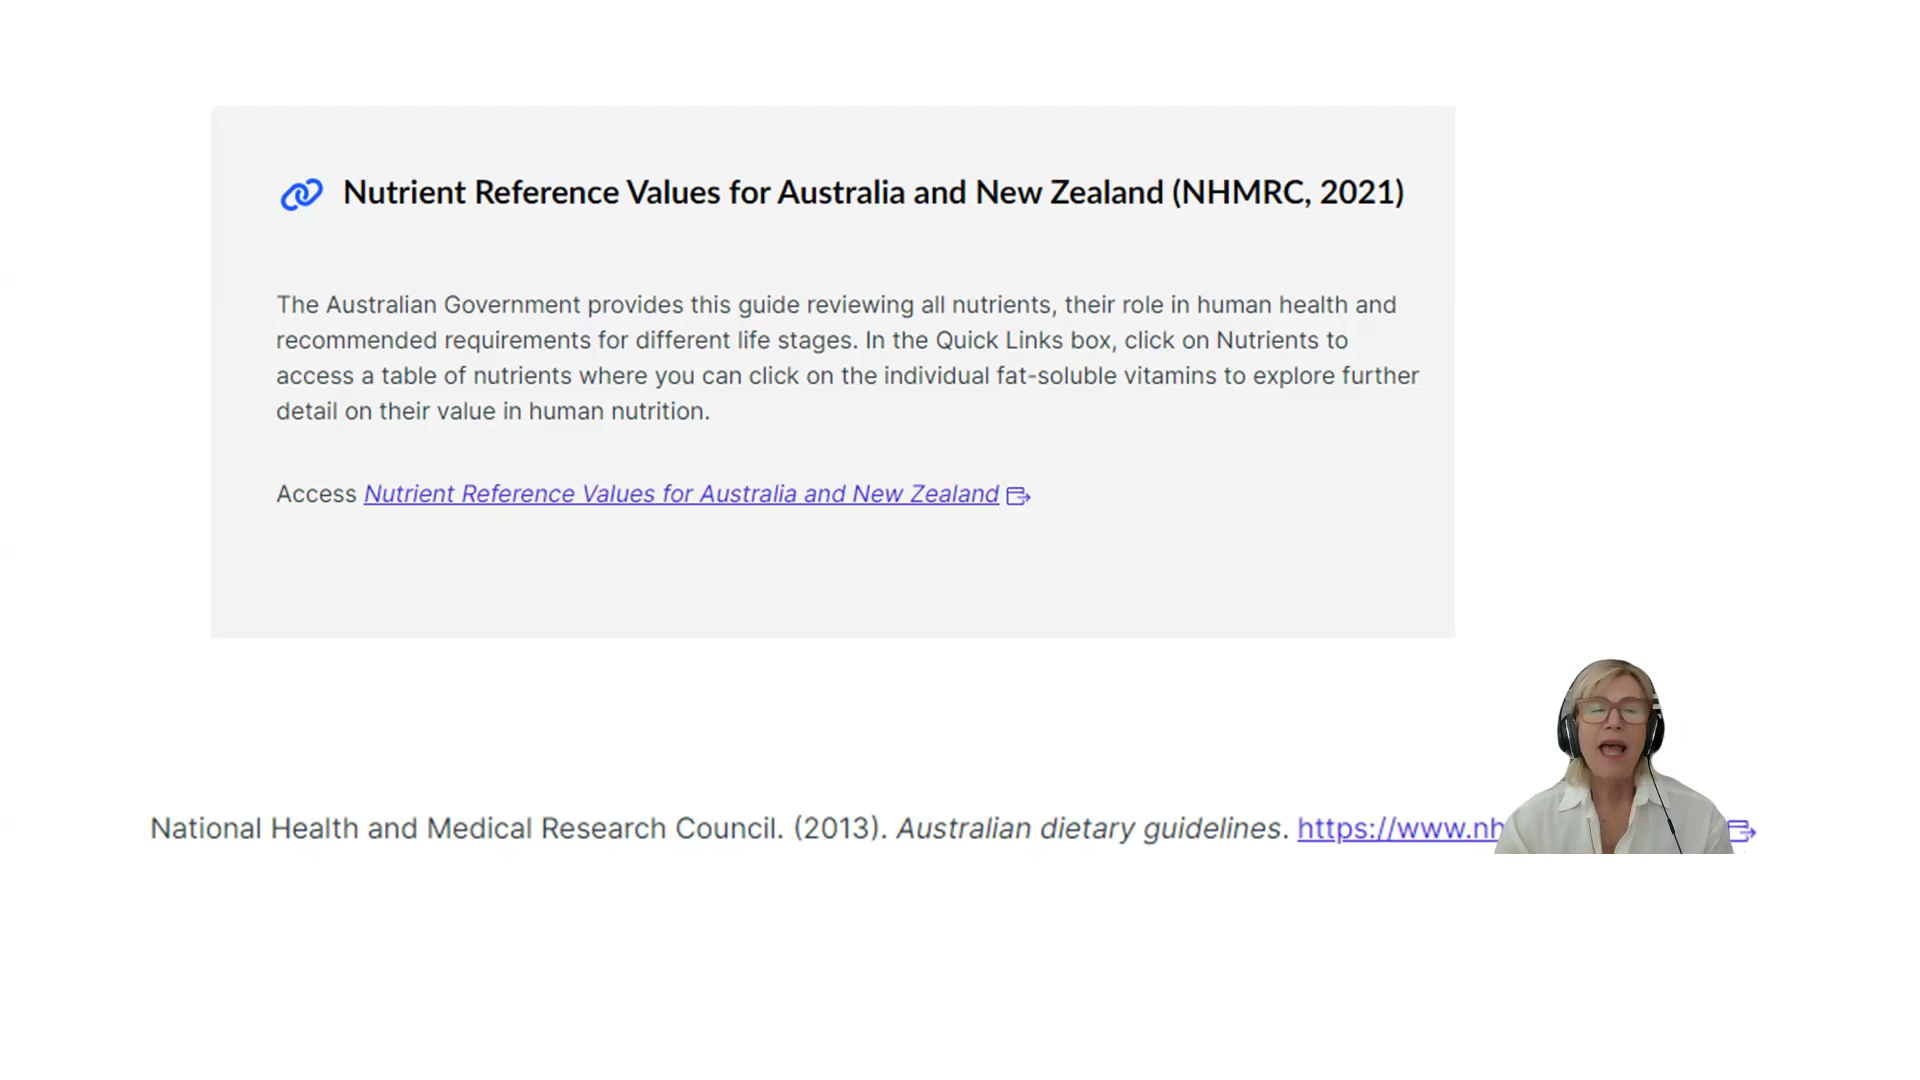 Nutrient Reference Values for Australia and New Zealand (NHMRC, 2021)
The Australian Government provides this guide reviewing all nutrients, their role in human health and
recommended requirements for different life stages. In the Quick Links box, click on Nutrients to
access a table of nutrients where you can click on the individual fat-soluble vitamins to explore further
detail on their value in human nutrition.
Access Nutrient Reference Values for Australia and New Zealand
National Health and Medical Research Council. (2013). Australian dietary guidelines. https://www.nh